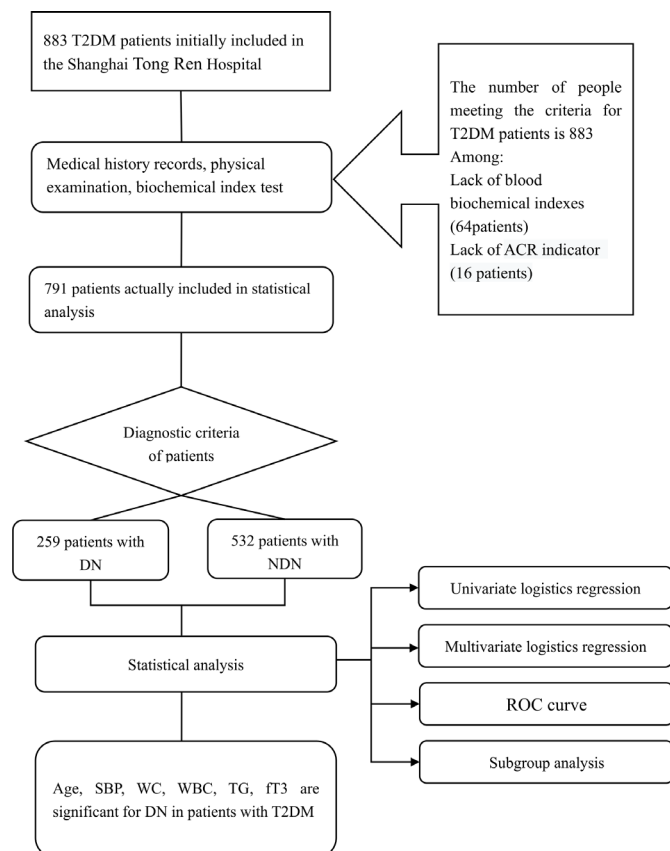 883 T2DM patients initially included in
the Shanghai Tong Ren Hospital
The number of people
meeting the criteria for
T2DM patients is 883
Among:
Lack of blood
biochemical indexes
(64patients)
Lack of ACR indicator
(16 patients)
Medical history records, physical
examination, biochemical index test
791 patients actually included in statistical
analysis
Diagnostic criteria
of patients
259 patients with
DN
532 patients with
NDN
Univariate logistics regression
Multivariate logistics regression
Statistical analysis
ROC curve
Subgroup analysis
Age, SBP, WC, WBC, TG, fT3 are
significant for DN in patients with T2DM